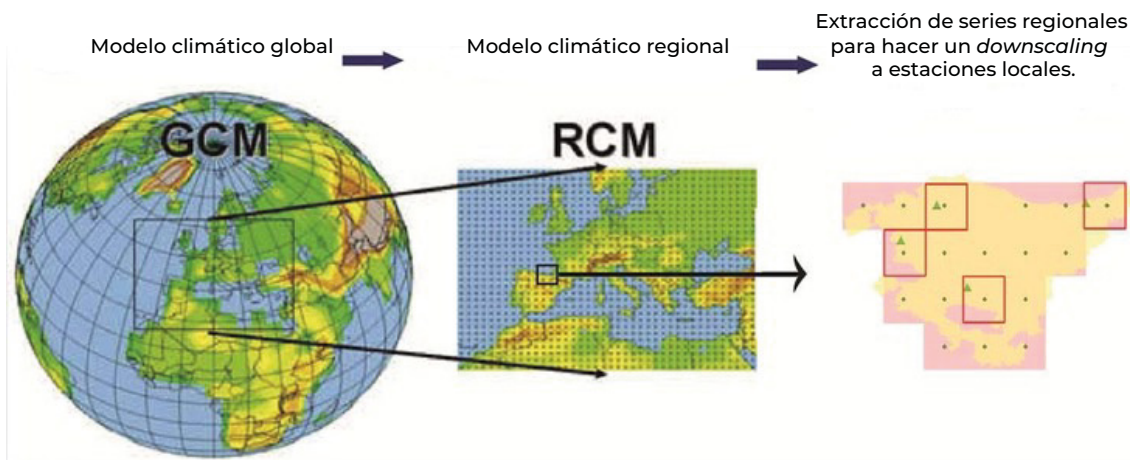 Modelo climático global
Modelo climático regional
Extracción de series regionales
para hacer un downscaling
a estaciones locales.
GCM
RCM